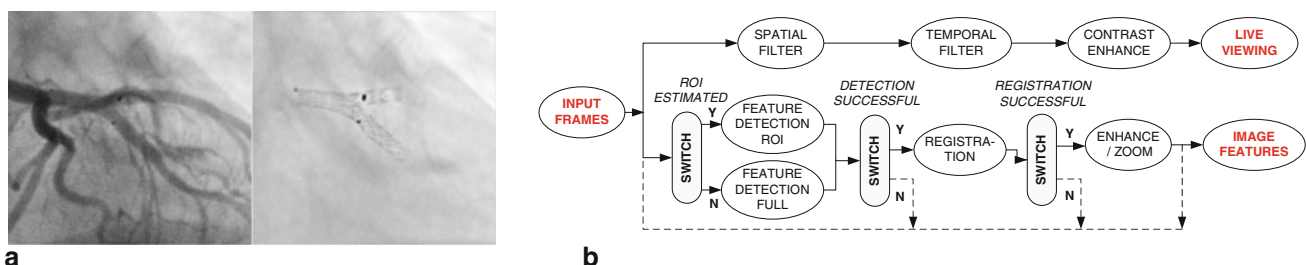 SPATIAL
FILTER
TEMPORAL
FILTER
CONTRAST
ENHANCE
LIVE
VIEWING
ROI
ESTIMATED
DETECTION
SUCCESSFUL
REGISTRATION
SUCCESSFUL
INPUT
FRAMES
SWITCH
Y
N
FEATURE
DETECTION
ROI
FEATURE
DETECTION
FULL
SWITCH
Y
N
REGISTRA-
TION
SWITCH
Y
N
ENHANCE
/ ZOOM
IMAGE
FEATURES
a
b